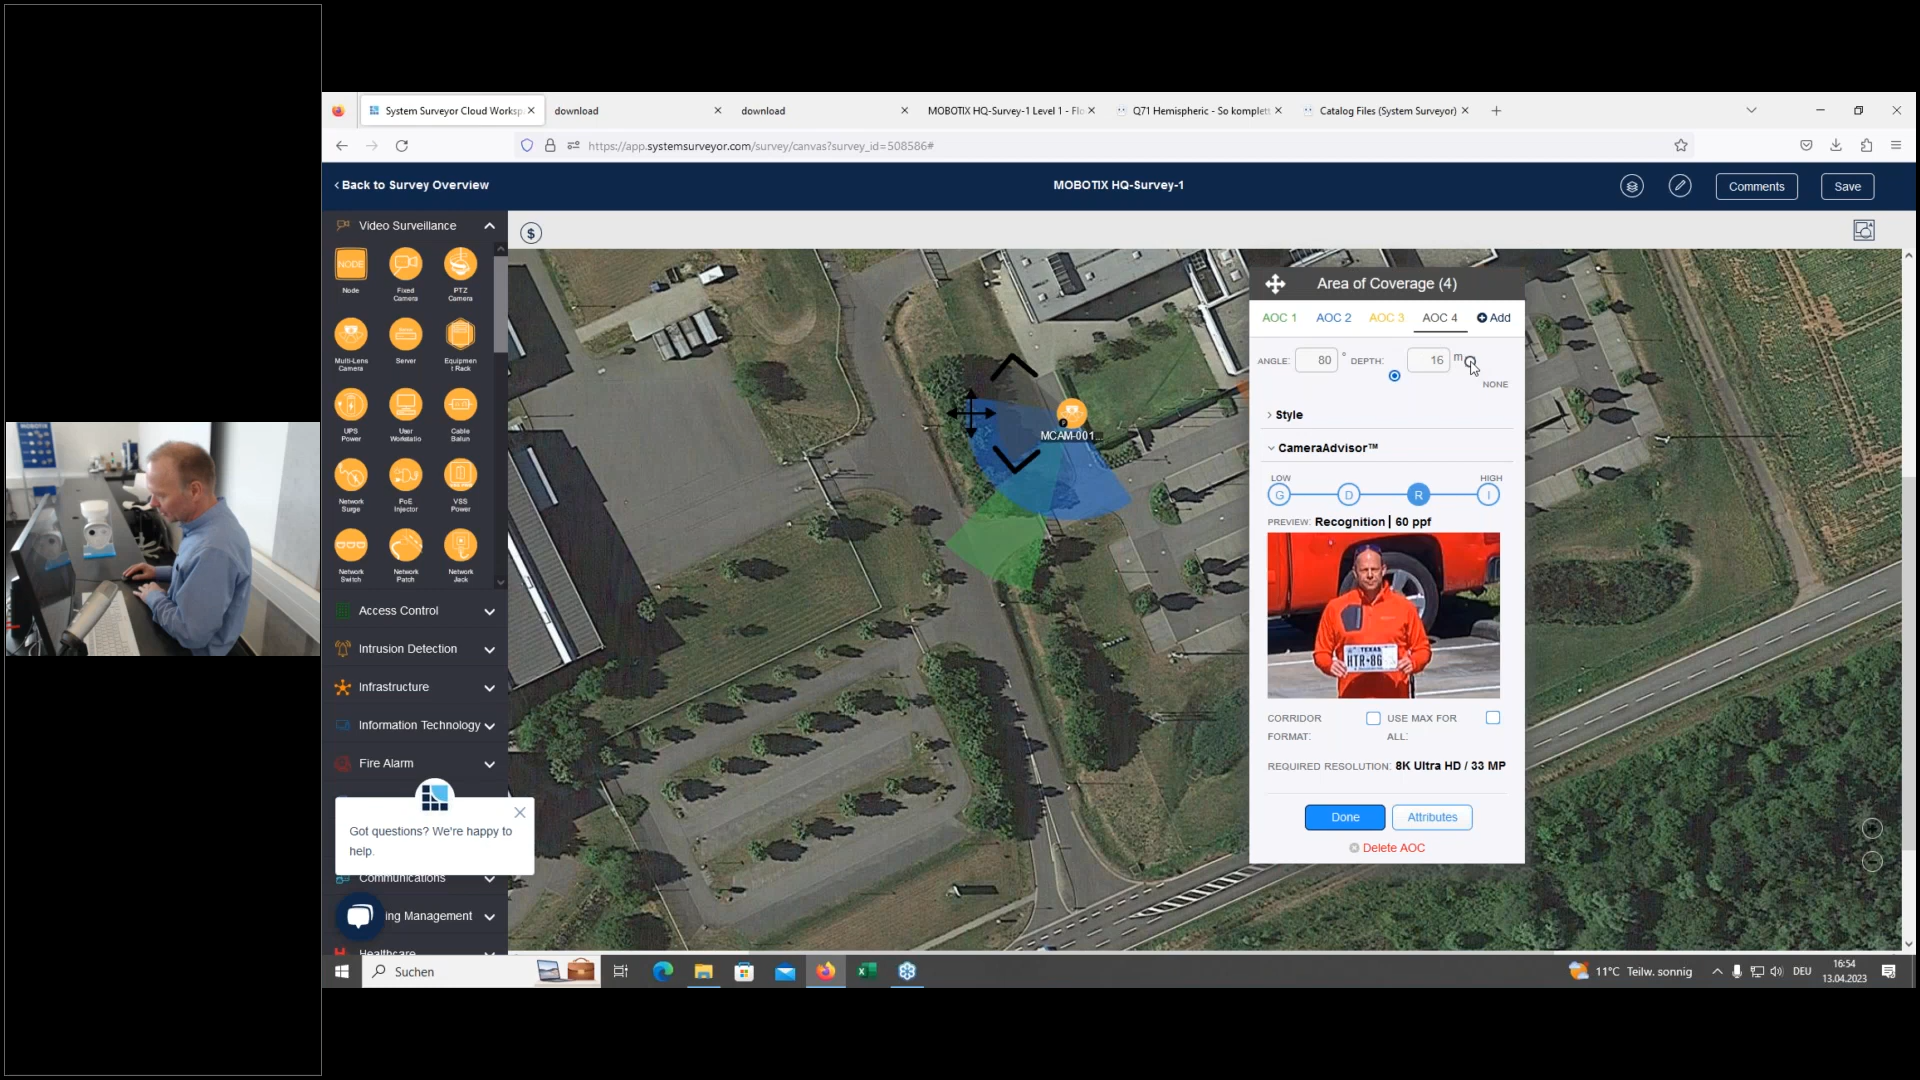 System Surveyor Cloud Worksp
download
download
MOBOTIX HQ-Survey-1 Level 1 - Flo
Q71 Hemispheric - So komplett
Catalog Files (System Surveyor)
https://app.systemsurveyor.com/survey/canvas?survey_id=508586#
Back to Survey Overview
MOBOTIX HQ-Survey-1
Comments
Save
Video Surveillance
$
NODE
Node
Fixed
Camera
PTZ
Camera
Multi-Lens
Camera
Server
Equipmen
t Rack
UPS
Power
User
Workstatio
Cable
Balun
Network
Surge
PoE
Injector
VSS
Power
Network
Switch
Network
Patch
Network
Jack
Access Control
Intrusion Detection
Infrastructure
Information Technology
Fire Alarm
Got questions? We're happy to
help.
Communications
ing Management
Healthcare
MCAM-001...
Area of Coverage (4)
AOC 1
AOC 2
AOC 3
AOC 4
Add
ANGLE: 80 ° DEPTH: 16 m
NONE
Style
CameraAdvisor™
LOW HIGH
G D R I
PREVIEW: Recognition | 60 ppf
TEXAS
HTR•86
CORRIDOR
FORMAT:
USE MAX FOR
ALL:
REQUIRED RESOLUTION: 8K Ultra HD / 33 MP
Done
Attributes
Delete AOC
Suchen
11°C Teilw. sonnig
DEU
16:54
13.04.2023
MOBOTIX